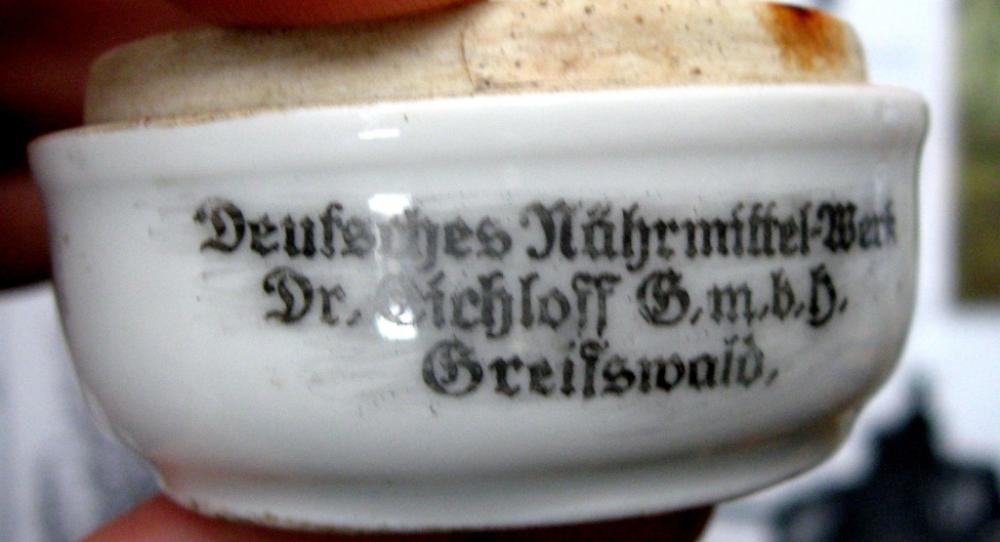 Deutsches Nährmittel-Werk
Dr. Eichloff G.m.b.H.
Greifswald.